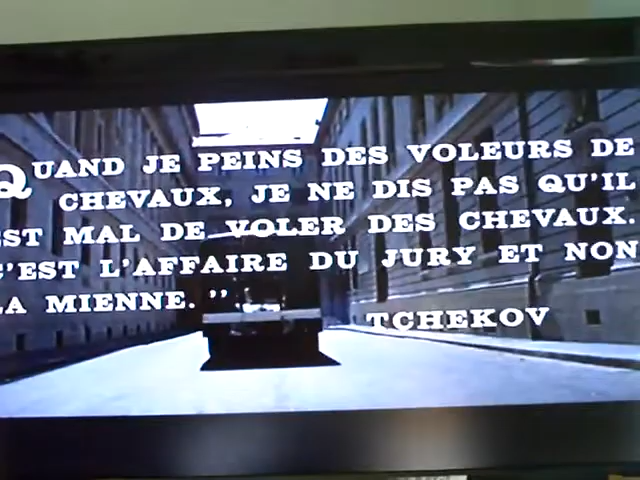 QUAND JE PEINS DES VOLEURS DE
CHEVAUX, JE NE DIS PAS QU'IL
EST MAL DE VOLER DES CHEVAUX.
C'EST L'AFFAIRE DU JURY ET NON
LA MIENNE.”
TCHEKOV